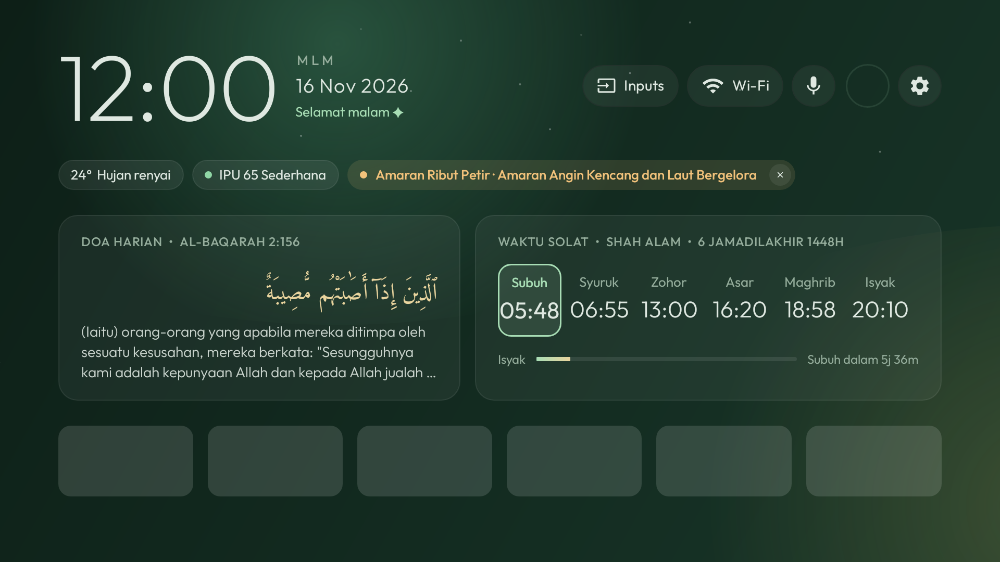 12:00
MLM
16 Nov 2026
Selamat malam
Inputs
Wi-Fi
24° Hujan renyai
IPU 65 Sederhana
Amaran Ribut Petir · Amaran Angin Kencang dan Laut Bergelora
DOA HARIAN • AL-BAQARAH 2:156
ٱلَّذِينَ إِذَآ أَصَٰبَتْهُم مُّصِيبَةٌ
(Iaitu) orang-orang yang apabila mereka ditimpa oleh
sesuatu kesusahan, mereka berkata: "Sesungguhnya
kami adalah kepunyaan Allah dan kepada Allah jualah ...
WAKTU SOLAT • SHAH ALAM • 6 JAMADILAKHIR 1448H
Subuh Syuruk Zohor Asar Maghrib Isyak
05:48 06:55 13:00 16:20 18:58 20:10
Isyak
Subuh dalam 5j 36m